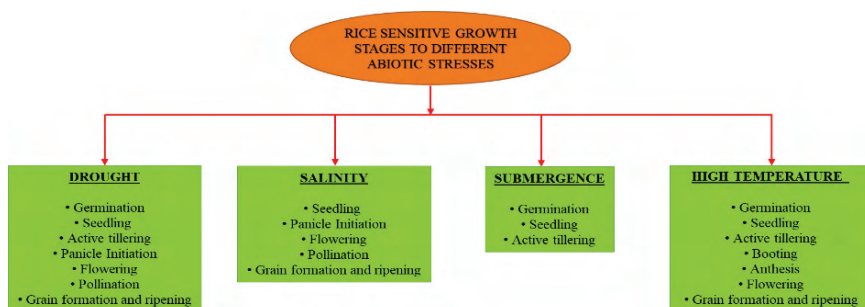 RICE SENSITIVE GROWTH
STAGES TO DIFFERENT
ABIOTIC STRESSES
DROUGHT
• Germination
• Seedling
• Active tillering
• Panicle Initiation
• Flowering
• Pollination
• Grain formation and ripening
SALINITY
• Seedling
• Panicle Initiation
• Flowering
• Pollination
• Grain formation and ripening
SUBMERGENCE
• Germination
• Seedling
• Active tillering
HIGH TEMPERATURE
• Germination
• Seedling
• Active tillering
• Booting
• Anthesis
• Flowering
• Grain formation and ripening